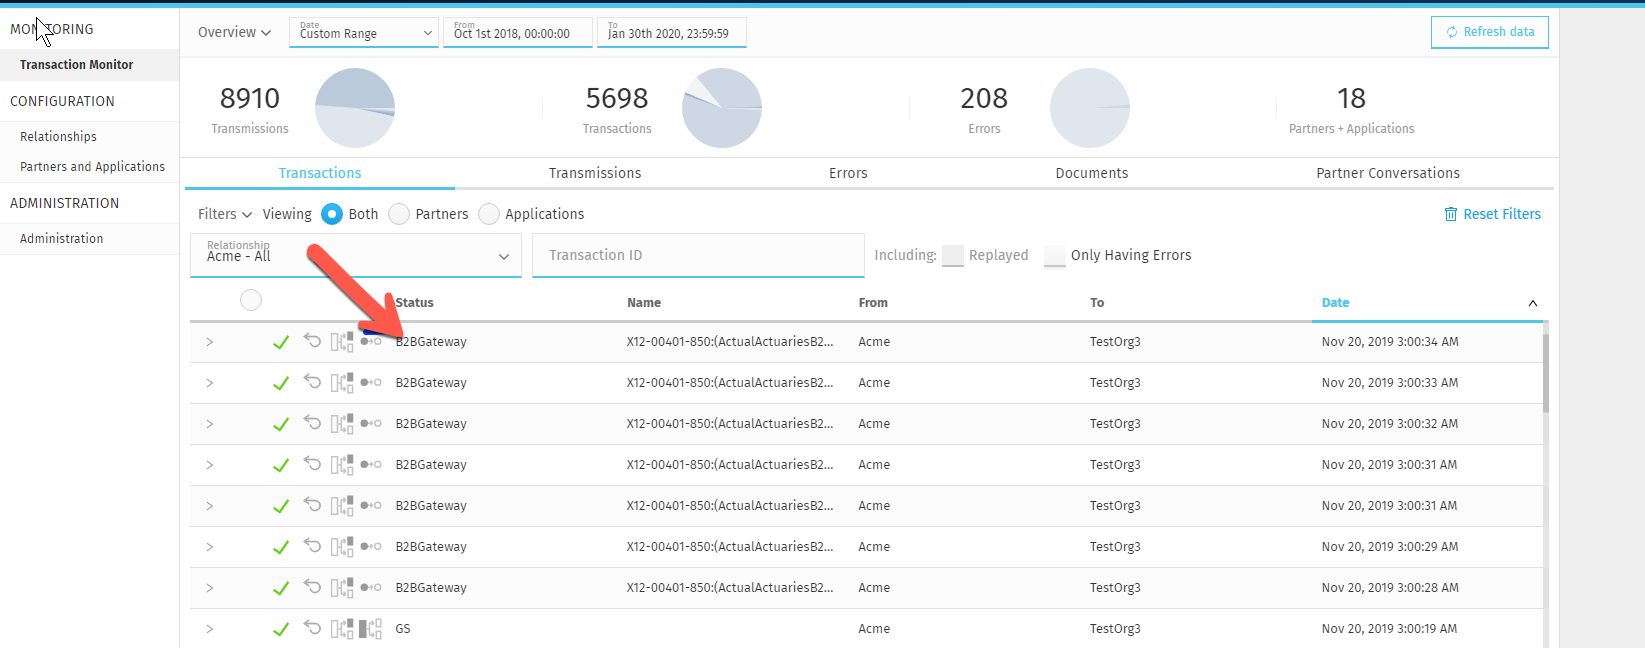 MONITORING
Transaction Monitor
CONFIGURATION
Relationships
Partners and Applications
ADMINISTRATION
Administration
Overview
Date
Custom Range
From
Oct 1st 2018, 00:00:00
To
Jan 30th 2020, 23:59:59
Refresh data
8910
Transmissions
5698
Transactions
208
Errors
18
Partners + Applications
Transactions Transmissions Errors Documents Partner Conversations
Filters Viewing Both Partners Applications Reset Filters
Relationship
Acme - All
Transaction ID
Including: Replayed Only Having Errors
Status Name From To Date
B2BGateway X12-00401-850:(ActualActuariesB2... Acme TestOrg3 Nov 20, 2019 3:00:34 AM
B2BGateway X12-00401-850:(ActualActuariesB2... Acme TestOrg3 Nov 20, 2019 3:00:33 AM
B2BGateway X12-00401-850:(ActualActuariesB2... Acme TestOrg3 Nov 20, 2019 3:00:32 AM
B2BGateway X12-00401-850:(ActualActuariesB2... Acme TestOrg3 Nov 20, 2019 3:00:31 AM
B2BGateway X12-00401-850:(ActualActuariesB2... Acme TestOrg3 Nov 20, 2019 3:00:31 AM
B2BGateway X12-00401-850:(ActualActuariesB2... Acme TestOrg3 Nov 20, 2019 3:00:29 AM
B2BGateway X12-00401-850:(ActualActuariesB2... Acme TestOrg3 Nov 20, 2019 3:00:28 AM
GS Acme TestOrg3 Nov 20, 2019 3:00:19 AM